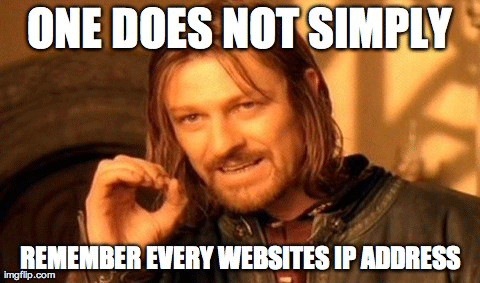 ONE DOES NOT SIMPLY
REMEMBER EVERY WEBSITES IP ADDRESS
imgflip.com